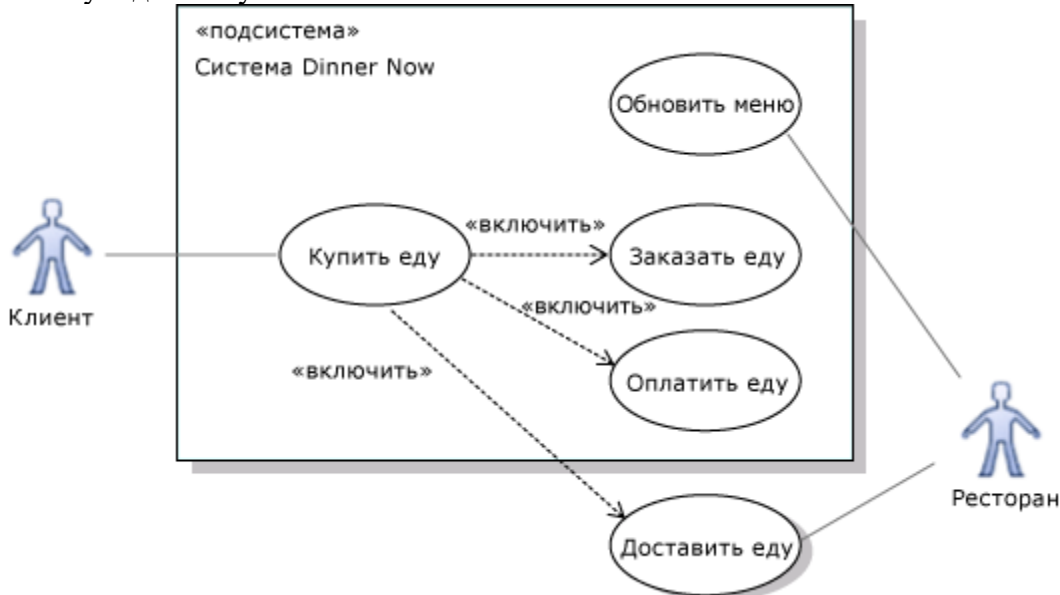 «подсистема»
Система Dinner Now
Обновить меню
«включить»
Купить еду
Заказать еду
«включить»
Клиент
«включить»
Оплатить еду
Ресторан
Доставить еду